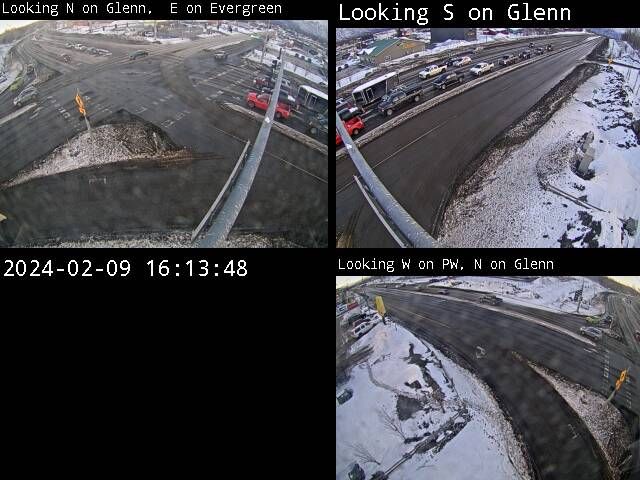 Looking N on Glenn,  E on Evergreen
Looking S on Glenn
2024-02-09 16:13:48
Looking W on PW, N on Glenn